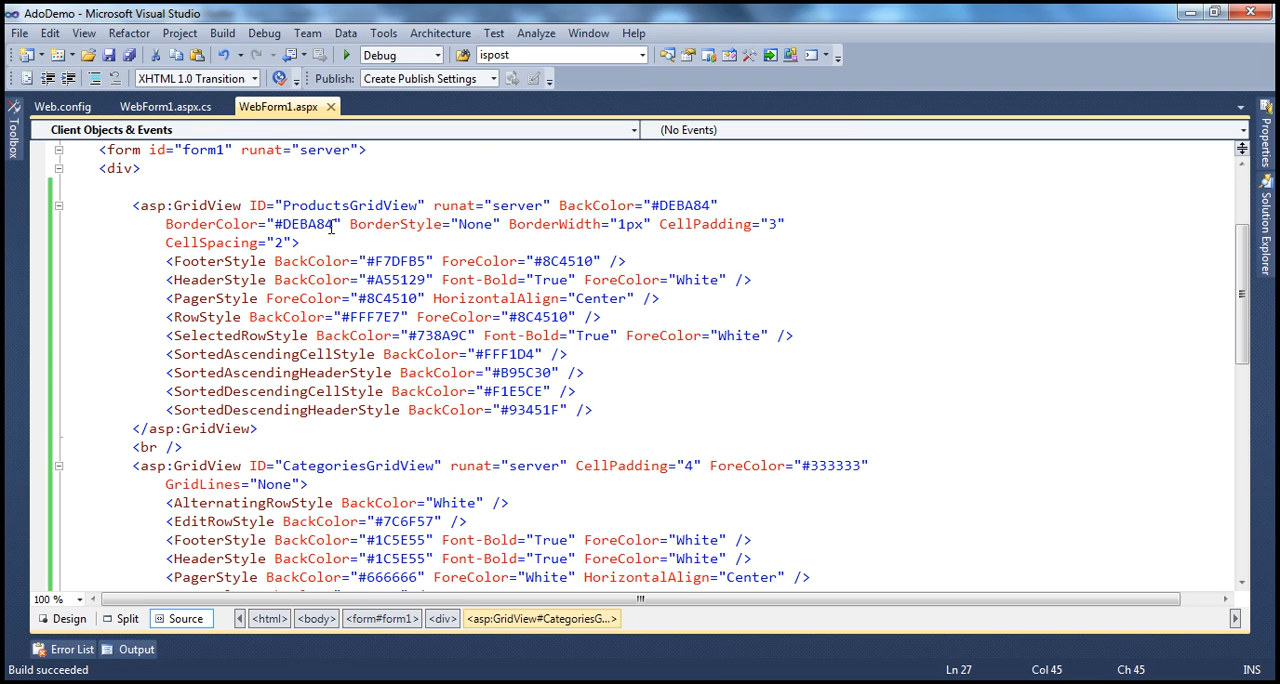 AdoDemo - Microsoft Visual Studio
File Edit View Refactor Project Build Debug Team Data Tools Architecture Test Analyze Window Help
Debug ispost
XHTML 1.0 Transition Publish: Create Publish Settings
Web.config WebForm1.aspx.cs WebForm1.aspx
Toolbox
Properties
Solution Explorer
Client Objects & Events (No Events)
<form id="form1" runat="server">
<div>
<asp:GridView ID="ProductsGridView" runat="server" BackColor="#DEBA84"
BorderColor="#DEBA84" BorderStyle="None" BorderWidth="1px" CellPadding="3"
CellSpacing="2">
<FooterStyle BackColor="#F7DFB5" ForeColor="#8C4510" />
<HeaderStyle BackColor="#A55129" Font-Bold="True" ForeColor="White" />
<PagerStyle ForeColor="#8C4510" HorizontalAlign="Center" />
<RowStyle BackColor="#FFF7E7" ForeColor="#8C4510" />
<SelectedRowStyle BackColor="#738A9C" Font-Bold="True" ForeColor="White" />
<SortedAscendingCellStyle BackColor="#FFF1D4" />
<SortedAscendingHeaderStyle BackColor="#B95C30" />
<SortedDescendingCellStyle BackColor="#F1E5CE" />
<SortedDescendingHeaderStyle BackColor="#93451F" />
</asp:GridView>
<br />
<asp:GridView ID="CategoriesGridView" runat="server" CellPadding="4" ForeColor="#333333"
GridLines="None">
<AlternatingRowStyle BackColor="White" />
<EditRowStyle BackColor="#7C6F57" />
<FooterStyle BackColor="#1C5E55" Font-Bold="True" ForeColor="White" />
<HeaderStyle BackColor="#1C5E55" Font-Bold="True" ForeColor="White" />
<PagerStyle BackColor="#666666" ForeColor="White" HorizontalAlign="Center" />
100 %
Design Split Source <html> <body> <form#form1> <div> <asp:GridView#CategoriesG...>
Error List Output
Build succeeded Ln 27 Col 45 Ch 45 INS